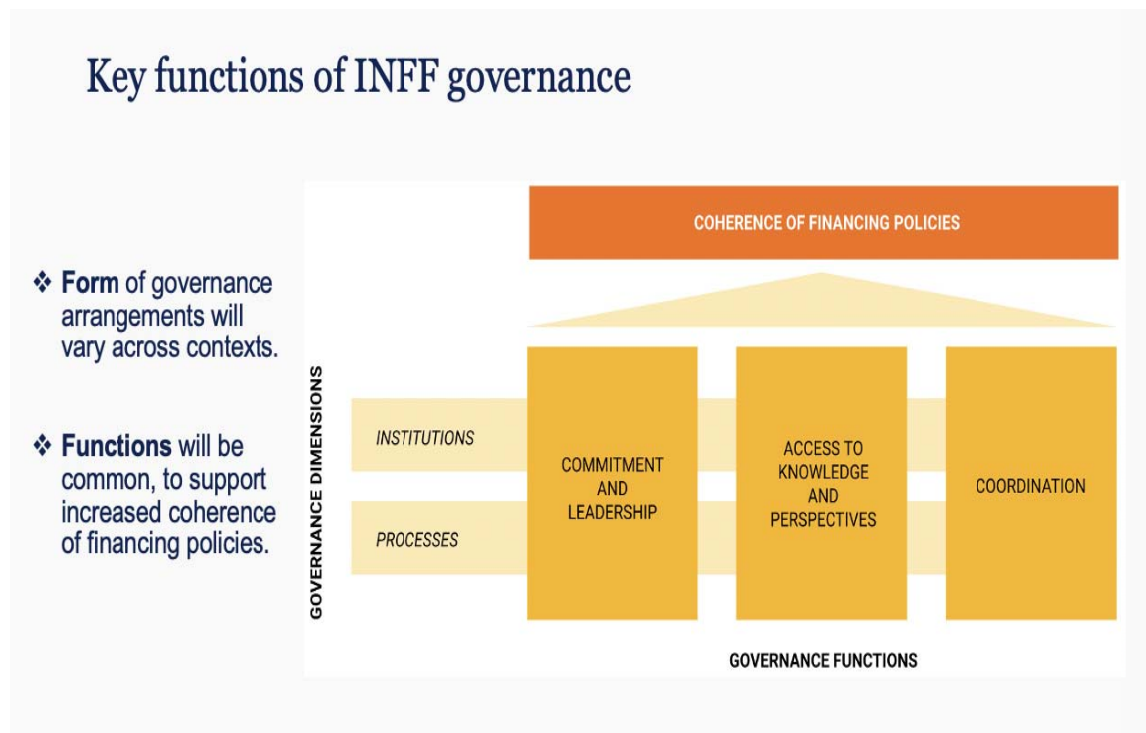 Key functions of INFF governance
❖ Form of governance
arrangements will
vary across contexts.
❖ Functions will be
common, to support
increased coherence
of financing policies.
COHERENCE OF FINANCING POLICIES
GOVERNANCE DIMENSIONS
INSTITUTIONS
PROCESSES
COMMITMENT
AND
LEADERSHIP
ACCESS TO
KNOWLEDGE
AND
PERSPECTIVES
COORDINATION
GOVERNANCE FUNCTIONS